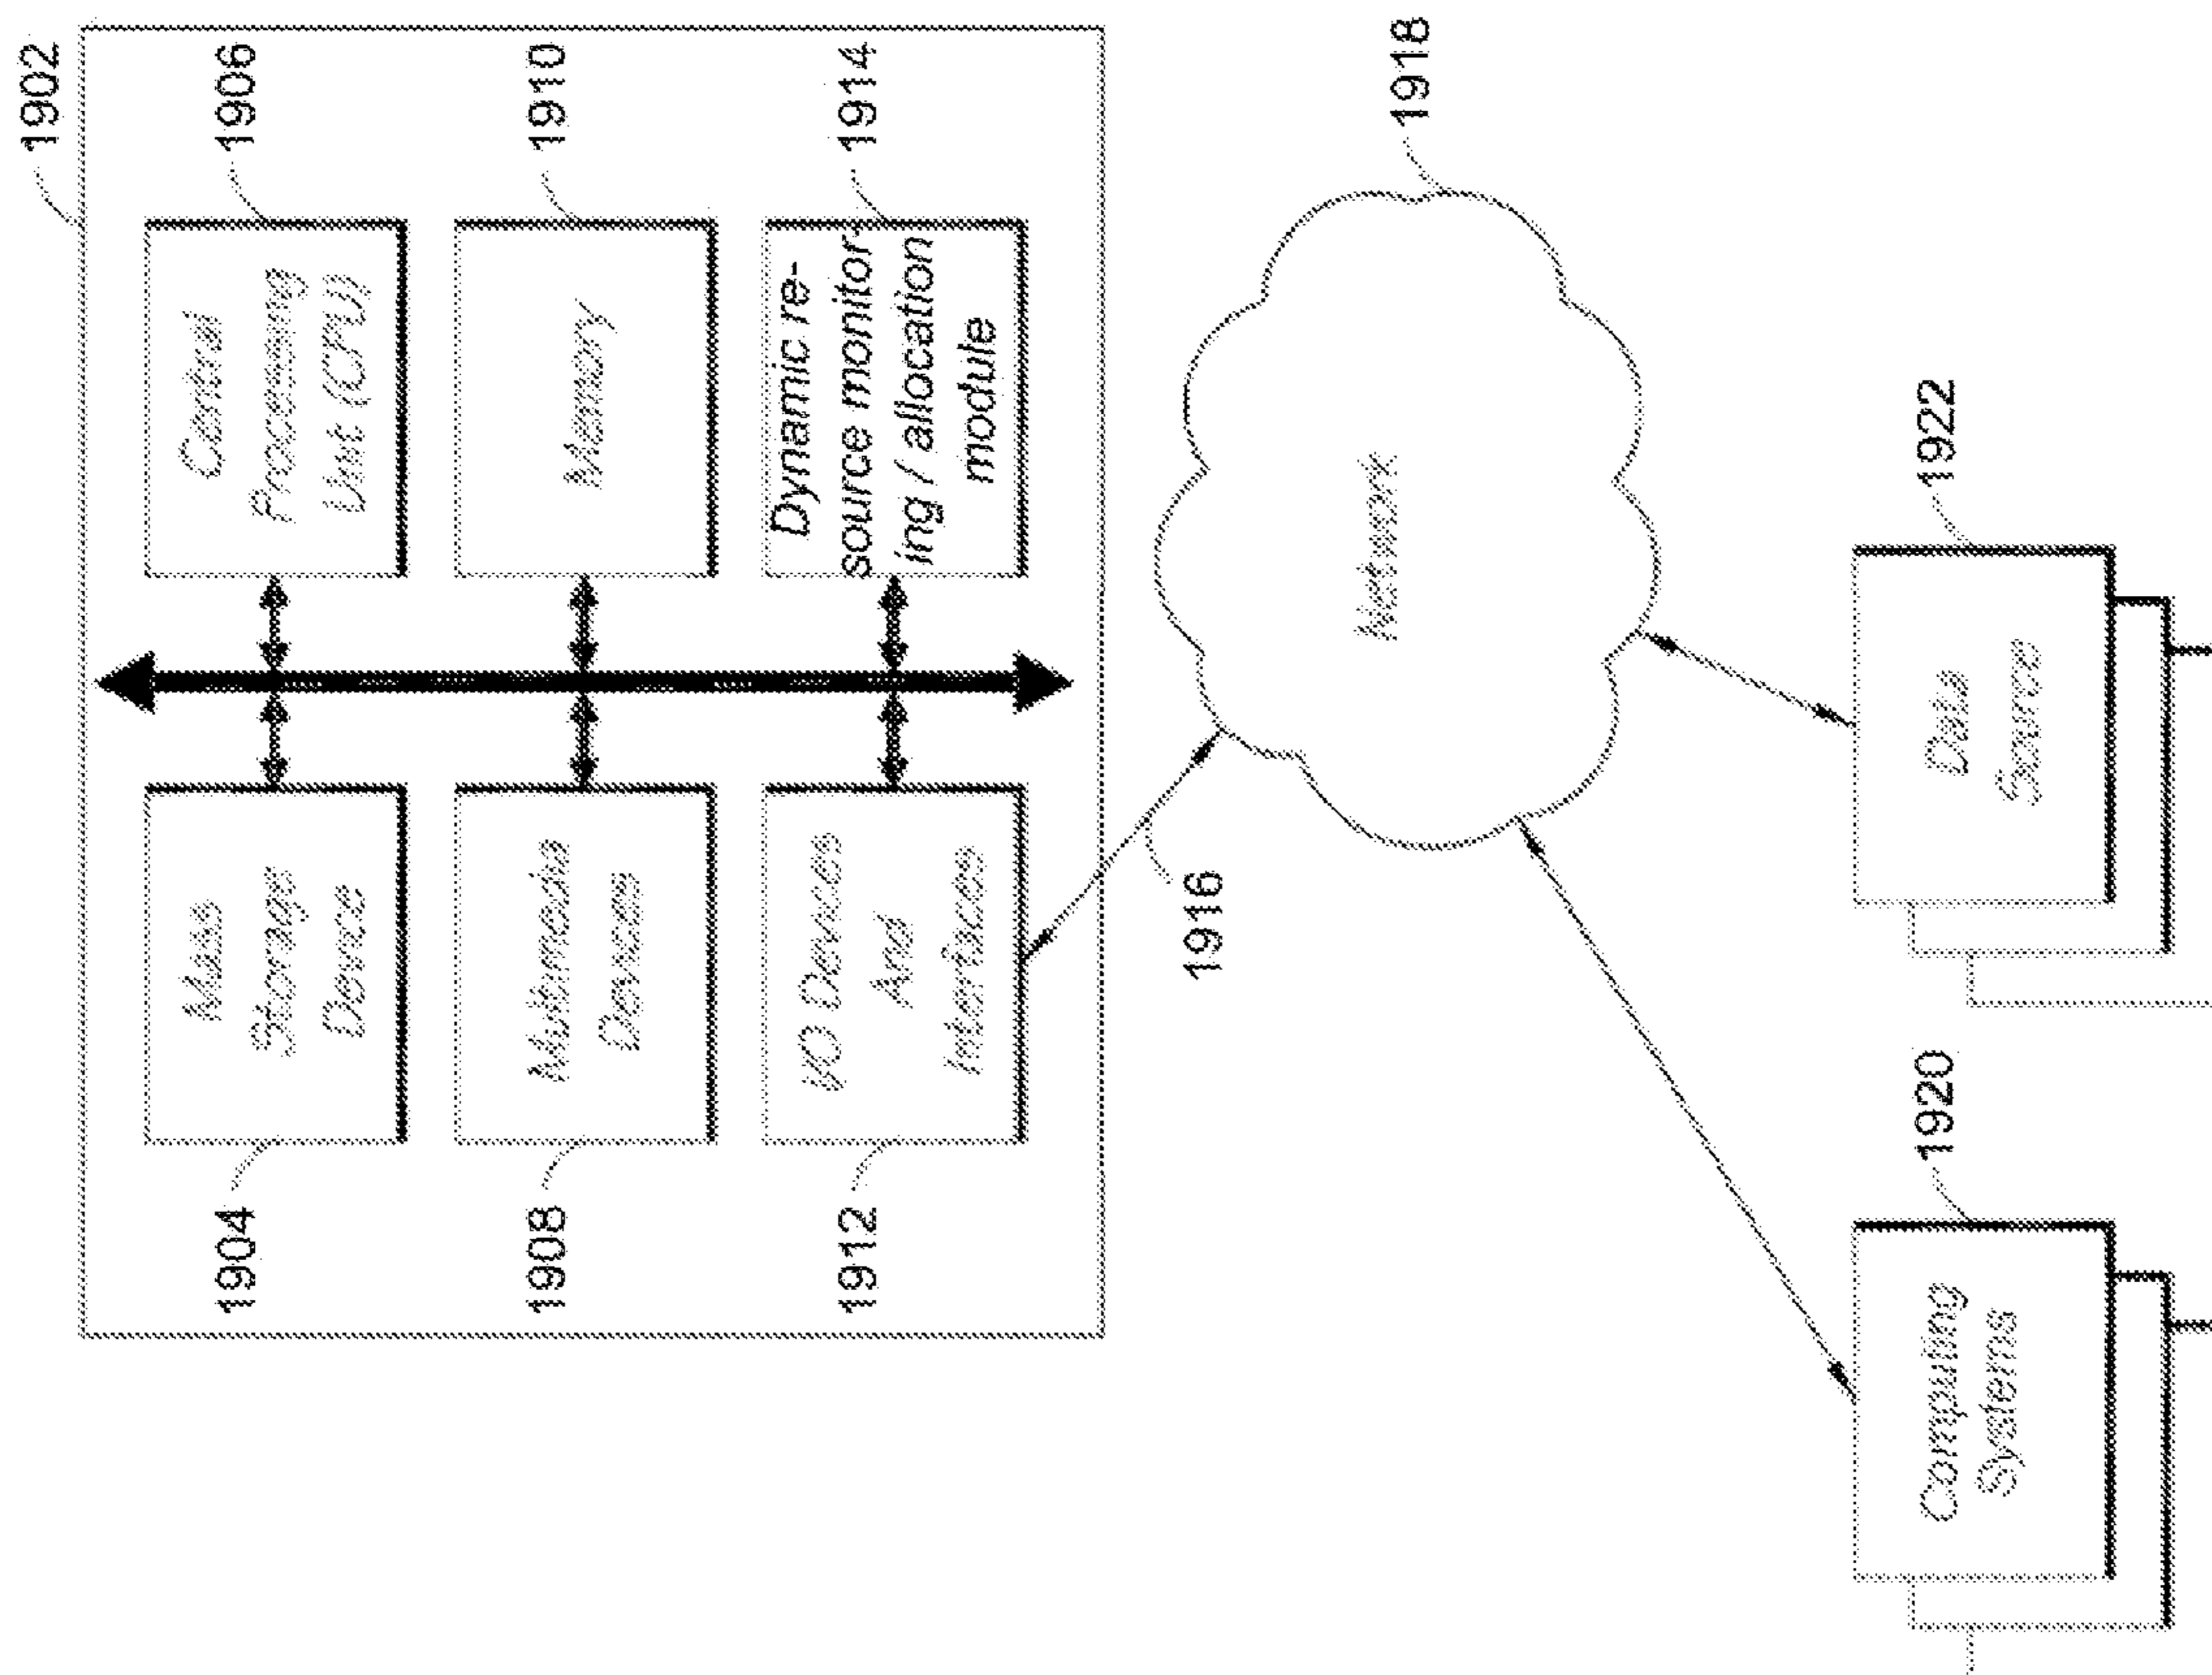 1902
1904
Mass
Storage
Device
Central
Processing
Unit (CPU)
1906
1908
Multimedia
Devices
Memory
1910
1912
I/O Devices
And
Interfaces
Dynamic re-
source monitor-
ing / allocation
module
1914
1916
Network
1918
1920
Computing
Systems
1922
Data
Source